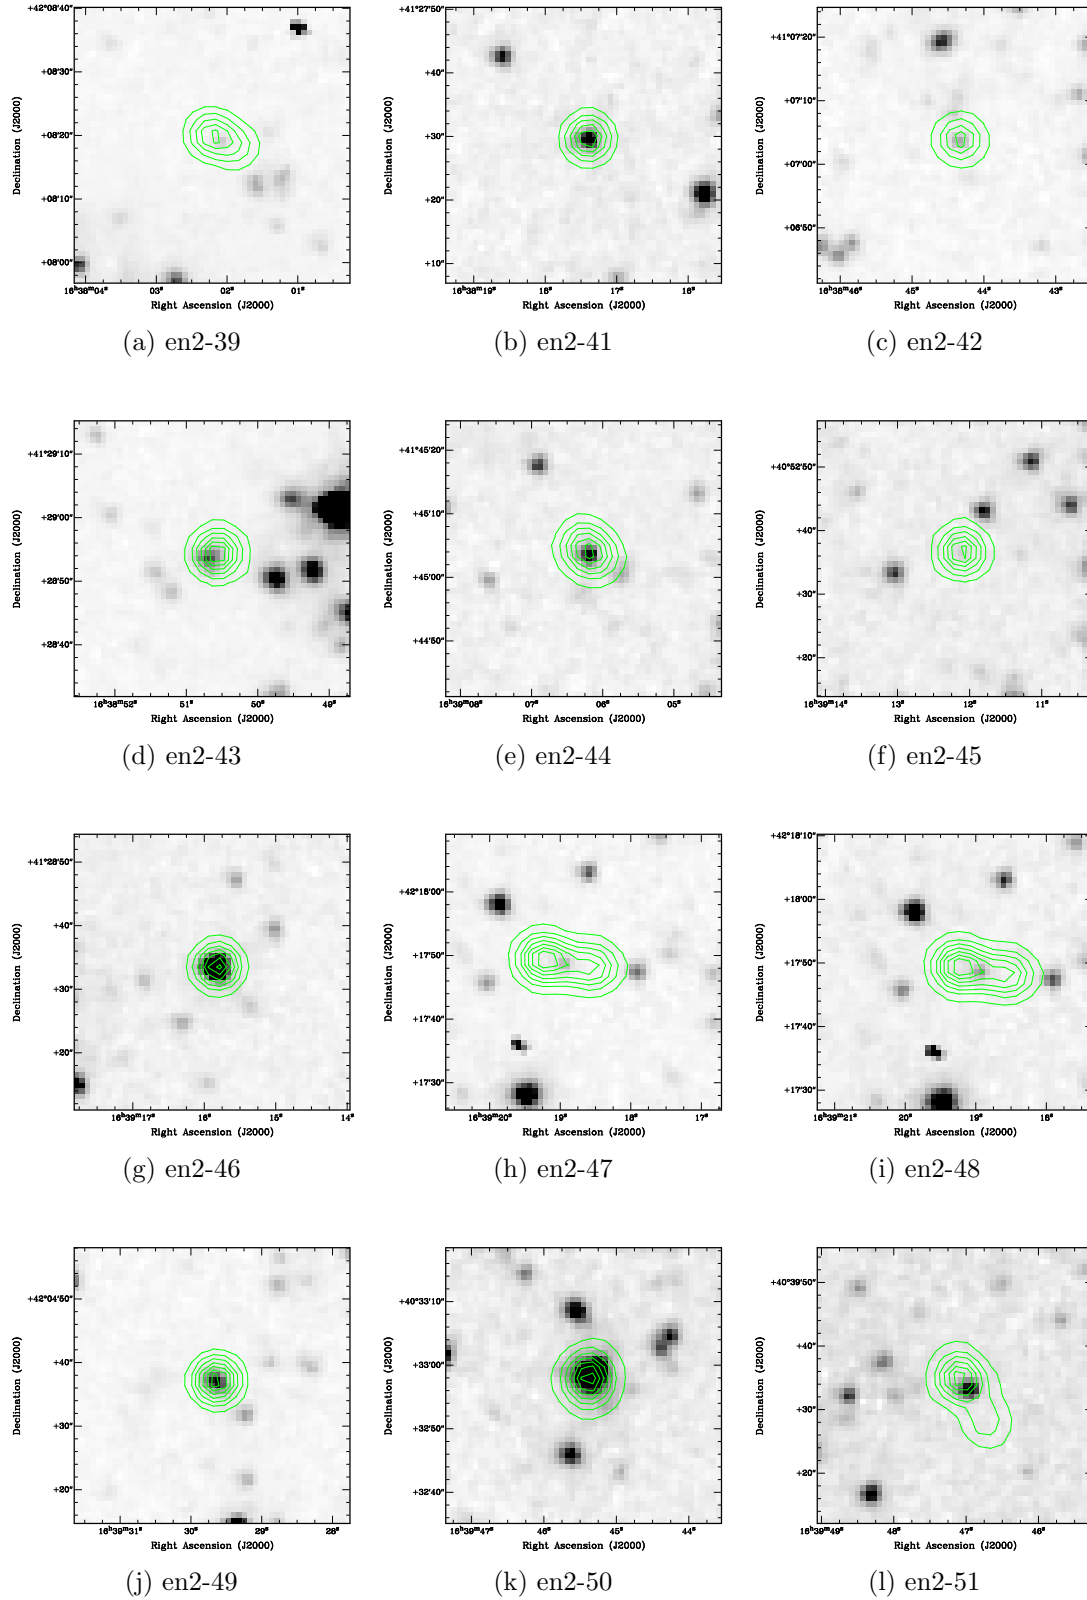 +42°08'40"
+08'30"
+08'20"
+08'10"
+08'00"
Declination (J2000)
16ʰ38ᵐ04ˢ 03ˢ 02ˢ 01ˢ
Right Ascension (J2000)
(a) en2-39
+41°27'50"
+40"
+30"
+20"
+10"
Declination (J2000)
16ʰ38ᵐ19ˢ 18ˢ 17ˢ 16ˢ
Right Ascension (J2000)
(b) en2-41
+41°07'20"
+07'10"
+07'00"
+06'50"
Declination (J2000)
16ʰ38ᵐ46ˢ 45ˢ 44ˢ 43ˢ
Right Ascension (J2000)
(c) en2-42
+41°29'10"
+29'00"
+28'50"
+28'40"
Declination (J2000)
16ʰ38ᵐ52ˢ 51ˢ 50ˢ 49ˢ
Right Ascension (J2000)
(d) en2-43
+41°45'20"
+45'10"
+45'00"
+44'50"
Declination (J2000)
16ʰ39ᵐ08ˢ 07ˢ 06ˢ 05ˢ
Right Ascension (J2000)
(e) en2-44
+40°52'50"
+40"
+30"
+20"
Declination (J2000)
16ʰ39ᵐ14ˢ 13ˢ 12ˢ 11ˢ
Right Ascension (J2000)
(f) en2-45
+41°28'50"
+40"
+30"
+20"
Declination (J2000)
16ʰ39ᵐ17ˢ 16ˢ 15ˢ 14ˢ
Right Ascension (J2000)
(g) en2-46
+42°18'00"
+17'50"
+17'40"
+17'30"
Declination (J2000)
16ʰ39ᵐ20ˢ 19ˢ 18ˢ 17ˢ
Right Ascension (J2000)
(h) en2-47
+42°18'10"
+18'00"
+17'50"
+17'40"
+17'30"
Declination (J2000)
16ʰ39ᵐ21ˢ 20ˢ 19ˢ 18ˢ
Right Ascension (J2000)
(i) en2-48
+42°04'50"
+40"
+30"
+20"
Declination (J2000)
16ʰ39ᵐ31ˢ 30ˢ 29ˢ 28ˢ
Right Ascension (J2000)
(j) en2-49
+40°33'10"
+33'00"
+32'50"
+32'40"
Declination (J2000)
16ʰ39ᵐ47ˢ 46ˢ 45ˢ 44ˢ
Right Ascension (J2000)
(k) en2-50
+40°39'50"
+40"
+30"
+20"
Declination (J2000)
16ʰ39ᵐ49ˢ 48ˢ 47ˢ 46ˢ
Right Ascension (J2000)
(l) en2-51